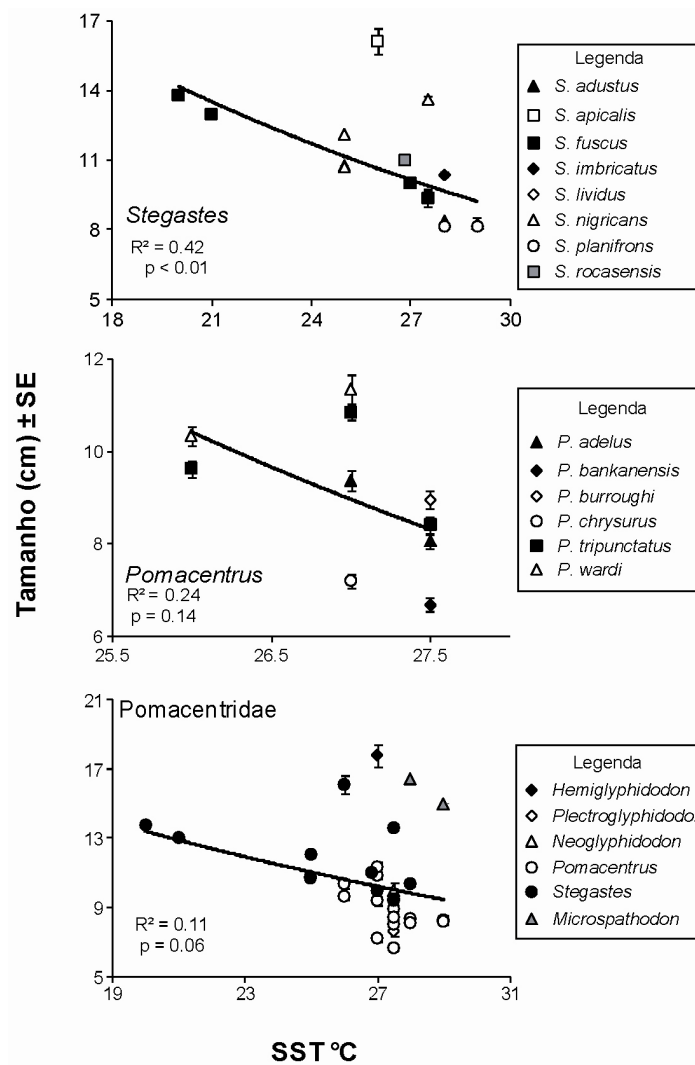 Tamanho (cm) ± SE
17
14
11
8
5
18
21
24
27
30
Stegastes
R² = 0.42
p < 0.01
Legenda
S. adustus
S. apicalis
S. fuscus
S. imbricatus
S. lividus
S. nigricans
S. planifrons
S. rocasensis
12
10
8
6
25.5
26.5
27.5
Pomacentrus
R² = 0.24
p = 0.14
Legenda
P. adelus
P. bankanensis
P. burroughi
P. chrysurus
P. tripunctatus
P. wardi
21
17
13
9
5
19
23
27
31
Pomacentridae
R² = 0.11
p = 0.06
Legenda
Hemiglyphidodon
Plectroglyphidodon
Neoglyphidodon
Pomacentrus
Stegastes
Microspathodon
SST ºC